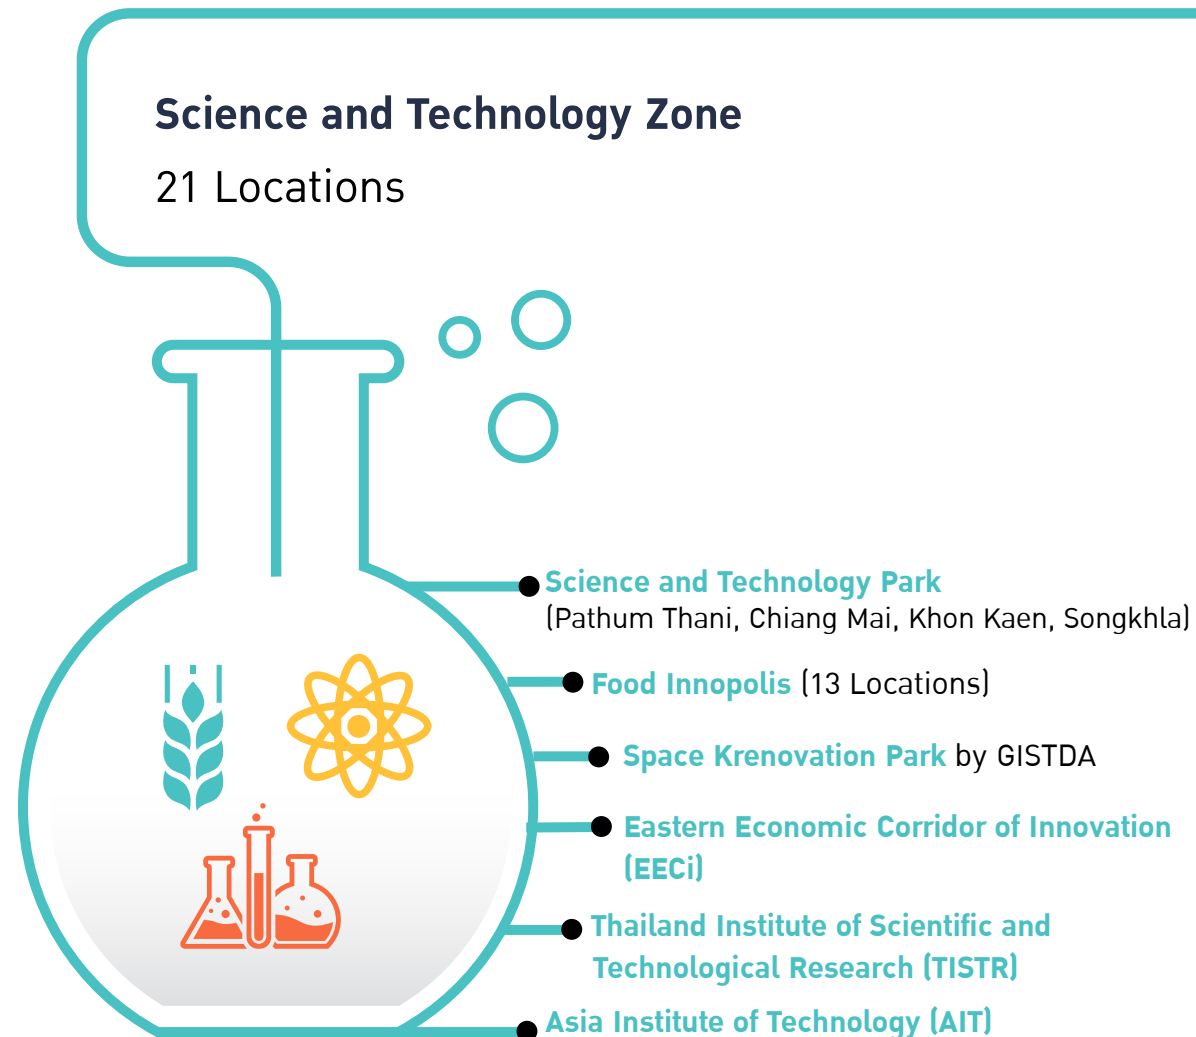 Science and Technology Zone
21 Locations
Science and Technology Park
(Pathum Thani, Chiang Mai, Khon Kaen, Songkhla)
Food Innopolis (13 Locations)
Space Krenovation Park by GISTDA
Eastern Economic Corridor of Innovation
(EECi)
Thailand Institute of Scientific and
Technological Research (TISTR)
Asia Institute of Technology (AIT)